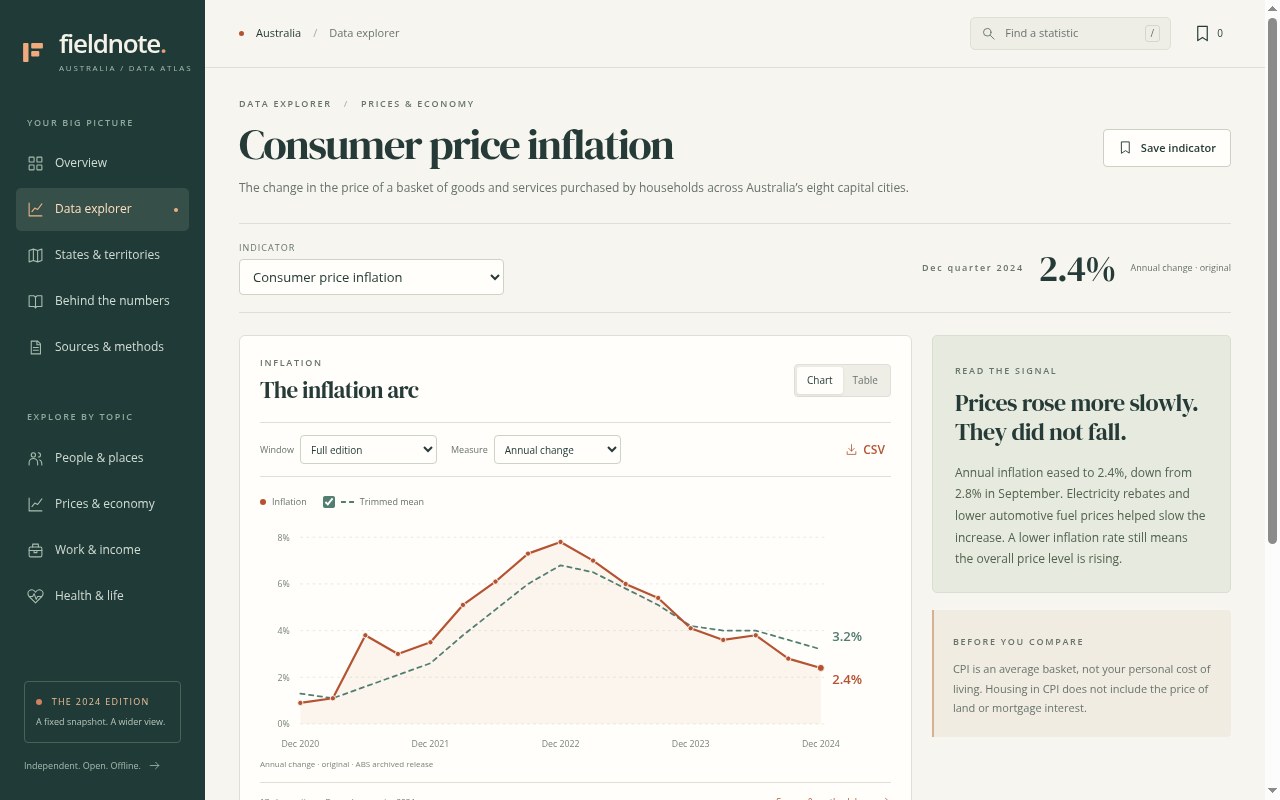 fieldnote.
AUSTRALIA / DATA ATLAS
YOUR BIG PICTURE
Overview
Data explorer
States & territories
Behind the numbers
Sources & methods
EXPLORE BY TOPIC
People & places
Prices & economy
Work & income
Health & life
THE 2024 EDITION
A fixed snapshot. A wider view.
Independent. Open. Offline.
Australia / Data explorer
Find a statistic /
0
DATA EXPLORER / PRICES & ECONOMY
Consumer price inflation
Save indicator
The change in the price of a basket of goods and services purchased by households across Australia’s eight capital cities.
INDICATOR
Consumer price inflation
Dec quarter 2024 2.4% Annual change · original
INFLATION
The inflation arc
Chart Table
Window Full edition Measure Annual change CSV
Inflation Trimmed mean
8%
6%
4%
2%
0%
3.2%
2.4%
Dec 2020 Dec 2021 Dec 2022 Dec 2023 Dec 2024
Annual change · original · ABS archived release
READ THE SIGNAL
Prices rose more slowly.
They did not fall.
Annual inflation eased to 2.4%, down from
2.8% in September. Electricity rebates and
lower automotive fuel prices helped slow the
increase. A lower inflation rate still means
the overall price level is rising.
BEFORE YOU COMPARE
CPI is an average basket, not your personal cost of
living. Housing in CPI does not include the price of
land or mortgage interest.